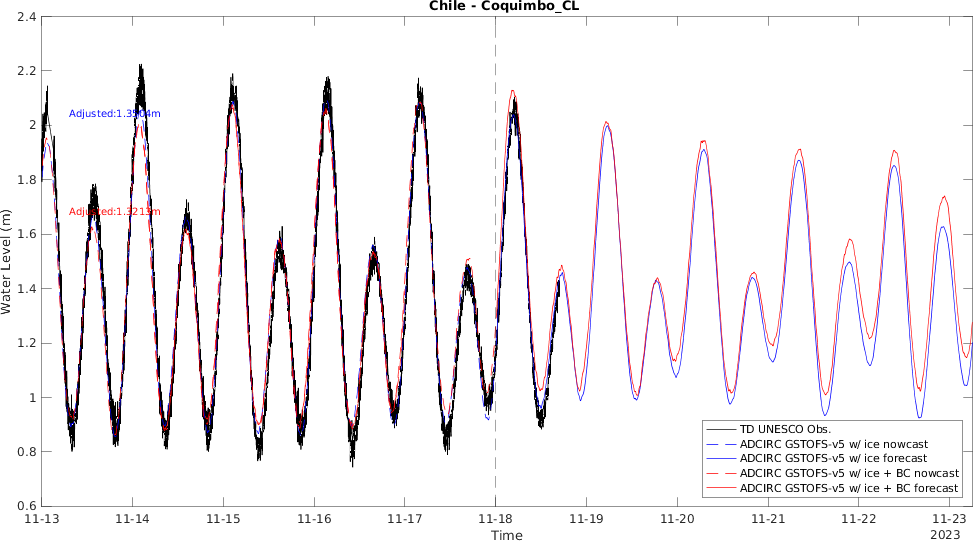 Chile - Coquimbo_CL
2.4
2.2
2
1.8
1.6
1.4
1.2
1
0.8
0.6
Water Level (m)
Adjusted:1.3504m
Adjusted:1.3213m
TD UNESCO Obs.
ADCIRC GSTOFS-v5 w/ ice nowcast
ADCIRC GSTOFS-v5 w/ ice forecast
ADCIRC GSTOFS-v5 w/ ice + BC nowcast
ADCIRC GSTOFS-v5 w/ ice + BC forecast
11-13 11-14 11-15 11-16 11-17 11-18 11-19 11-20 11-21 11-22 11-23
Time
2023